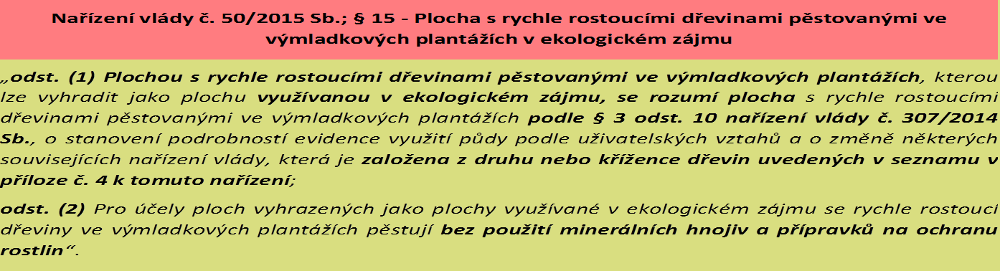 Nařízení vlády č. 50/2015 Sb.; § 15 - Plocha s rychle rostoucími dřevinami pěstovanými ve
výmladkových plantážích v ekologickém zájmu
„odst. (1) Plochou s rychle rostoucími dřevinami pěstovanými ve výmladkových plantážích, kterou
lze vyhradit jako plochu využívanou v ekologickém zájmu, se rozumí plocha s rychle rostoucími
dřevinami pěstovanými ve výmladkových plantážích podle § 3 odst. 10 nařízení vlády č. 307/2014
Sb., o stanovení podrobností evidence využití půdy podle uživatelských vztahů a o změně některých
souvisejících nařízení vlády, která je založena z druhu nebo křížence dřevin uvedených v seznamu v
příloze č. 4 k tomuto nařízení;
odst. (2) Pro účely ploch vyhrazených jako plochy využívané v ekologickém zájmu se rychle rostoucí
dřeviny ve výmladkových plantážích pěstují bez použití minerálních hnojiv a přípravků na ochranu
rostlin“.